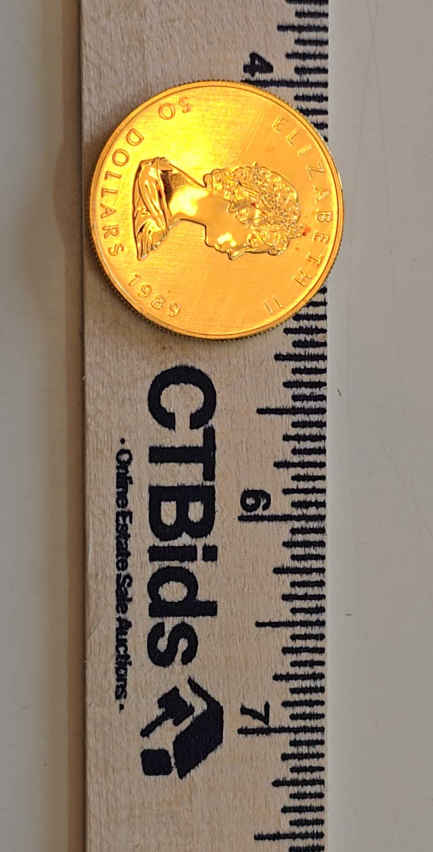 ELIZABETH II
50 DOLLARS 1989
4
6
7
CTBids
· Online Estate Sale Auctions ·